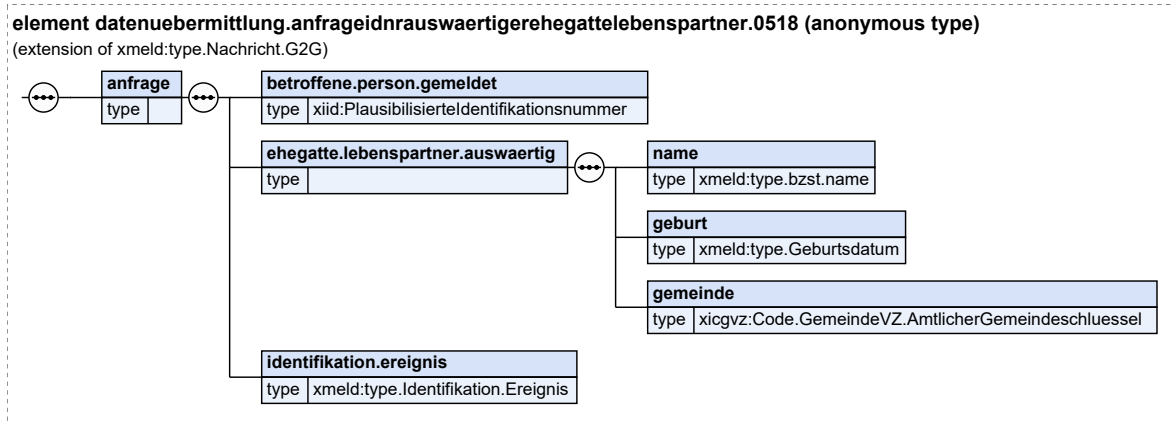 element datenuebermittlung.anfrageidnrauswaertigerehegattelebenspartner.0518 (anonymous type)
(extension of xmeld:type.Nachricht.G2G)
anfrage
type
betroffene.person.gemeldet
type xiid:PlausibilisierteIdentifikationsnummer
ehegatte.lebenspartner.auswaertig
type
name
type xmeld:type.bzst.name
geburt
type xmeld:type.Geburtsdatum
gemeinde
type xicgvz:Code.GemeindeVZ.AmtlicherGemeindeschluessel
identifikation.ereignis
type xmeld:type.Identifikation.Ereignis